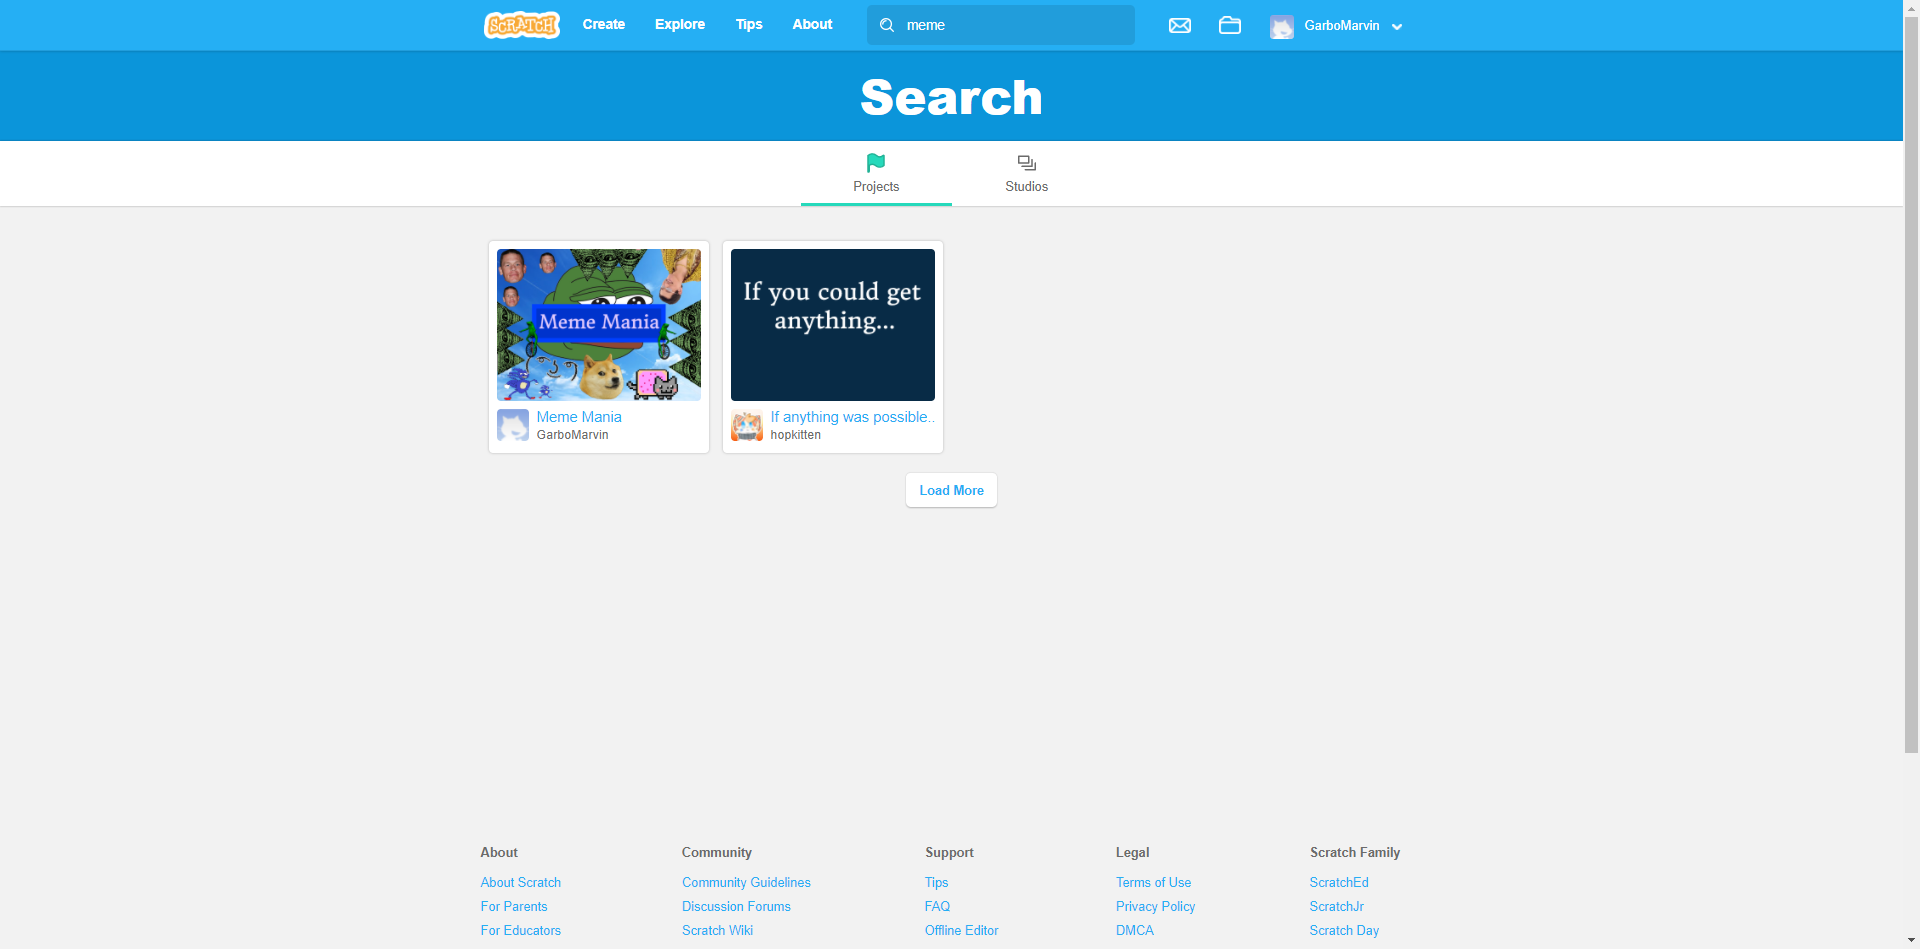 SCRATCH
Create
Explore
Tips
About
meme
GarboMarvin
Search
Projects
Studios
Meme Mania
Meme Mania
GarboMarvin
If you could get
anything...
If anything was possible..
hopkitten
Load More
About
About Scratch
For Parents
For Educators
Community
Community Guidelines
Discussion Forums
Scratch Wiki
Support
Tips
FAQ
Offline Editor
Legal
Terms of Use
Privacy Policy
DMCA
Scratch Family
ScratchEd
ScratchJr
Scratch Day